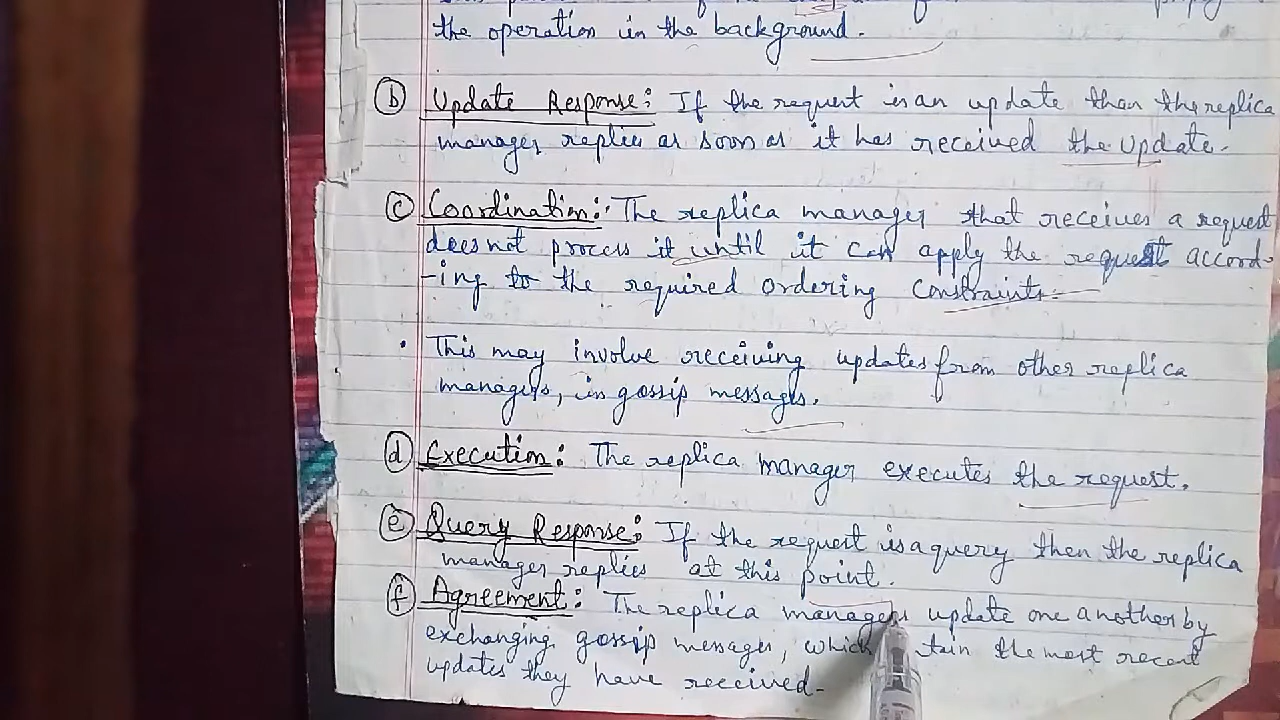 the operation in the background.
(b) Update Response: If the request is an update than the replica
manager replies as soon as it has received the update.
(c) Coordination: The replica manager that receives a request
does not process it until it can apply the request accord-
-ing to the required ordering constraints.
• This may involve receiving updates from other replica
managers, in gossip messages.
(d) Execution: The replica manager executes the request.
(e) Query Response: If the request is a query then the replica
manager replies at this point.
(f) Agreement: The replica managers update one another by
exchanging gossip messages, which the most recent
updates they have received.